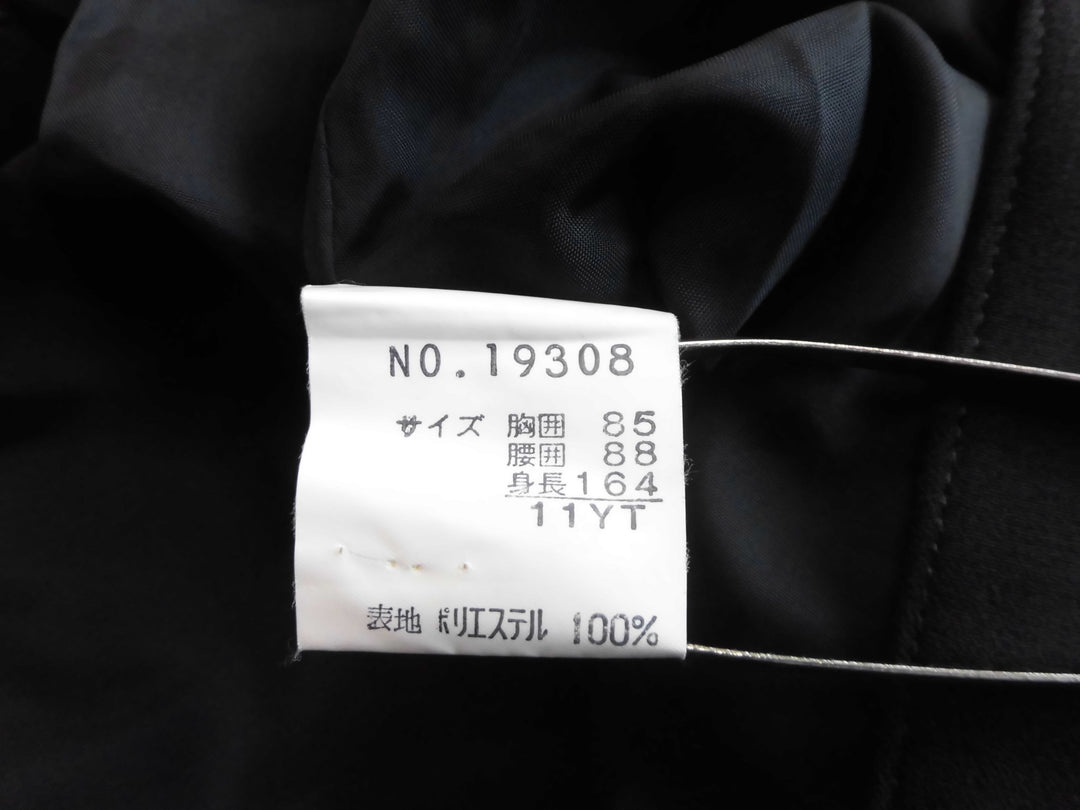 NO.19308
サイズ 胸囲 85
腰囲 88
身長164
11YT
表地 ポリエステル 100%